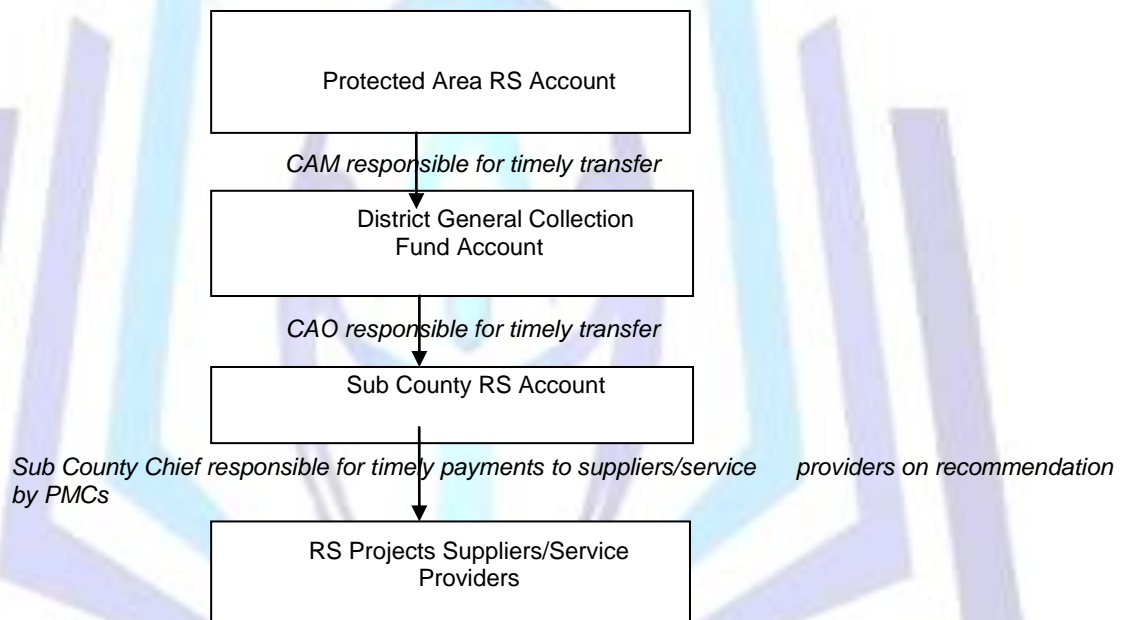 Protected Area RS Account
CAM responsible for timely transfer
District General Collection
Fund Account
CAO responsible for timely transfer
Sub County RS Account
Sub County Chief responsible for timely payments to suppliers/service providers on recommendation
by PMCs
RS Projects Suppliers/Service
Providers